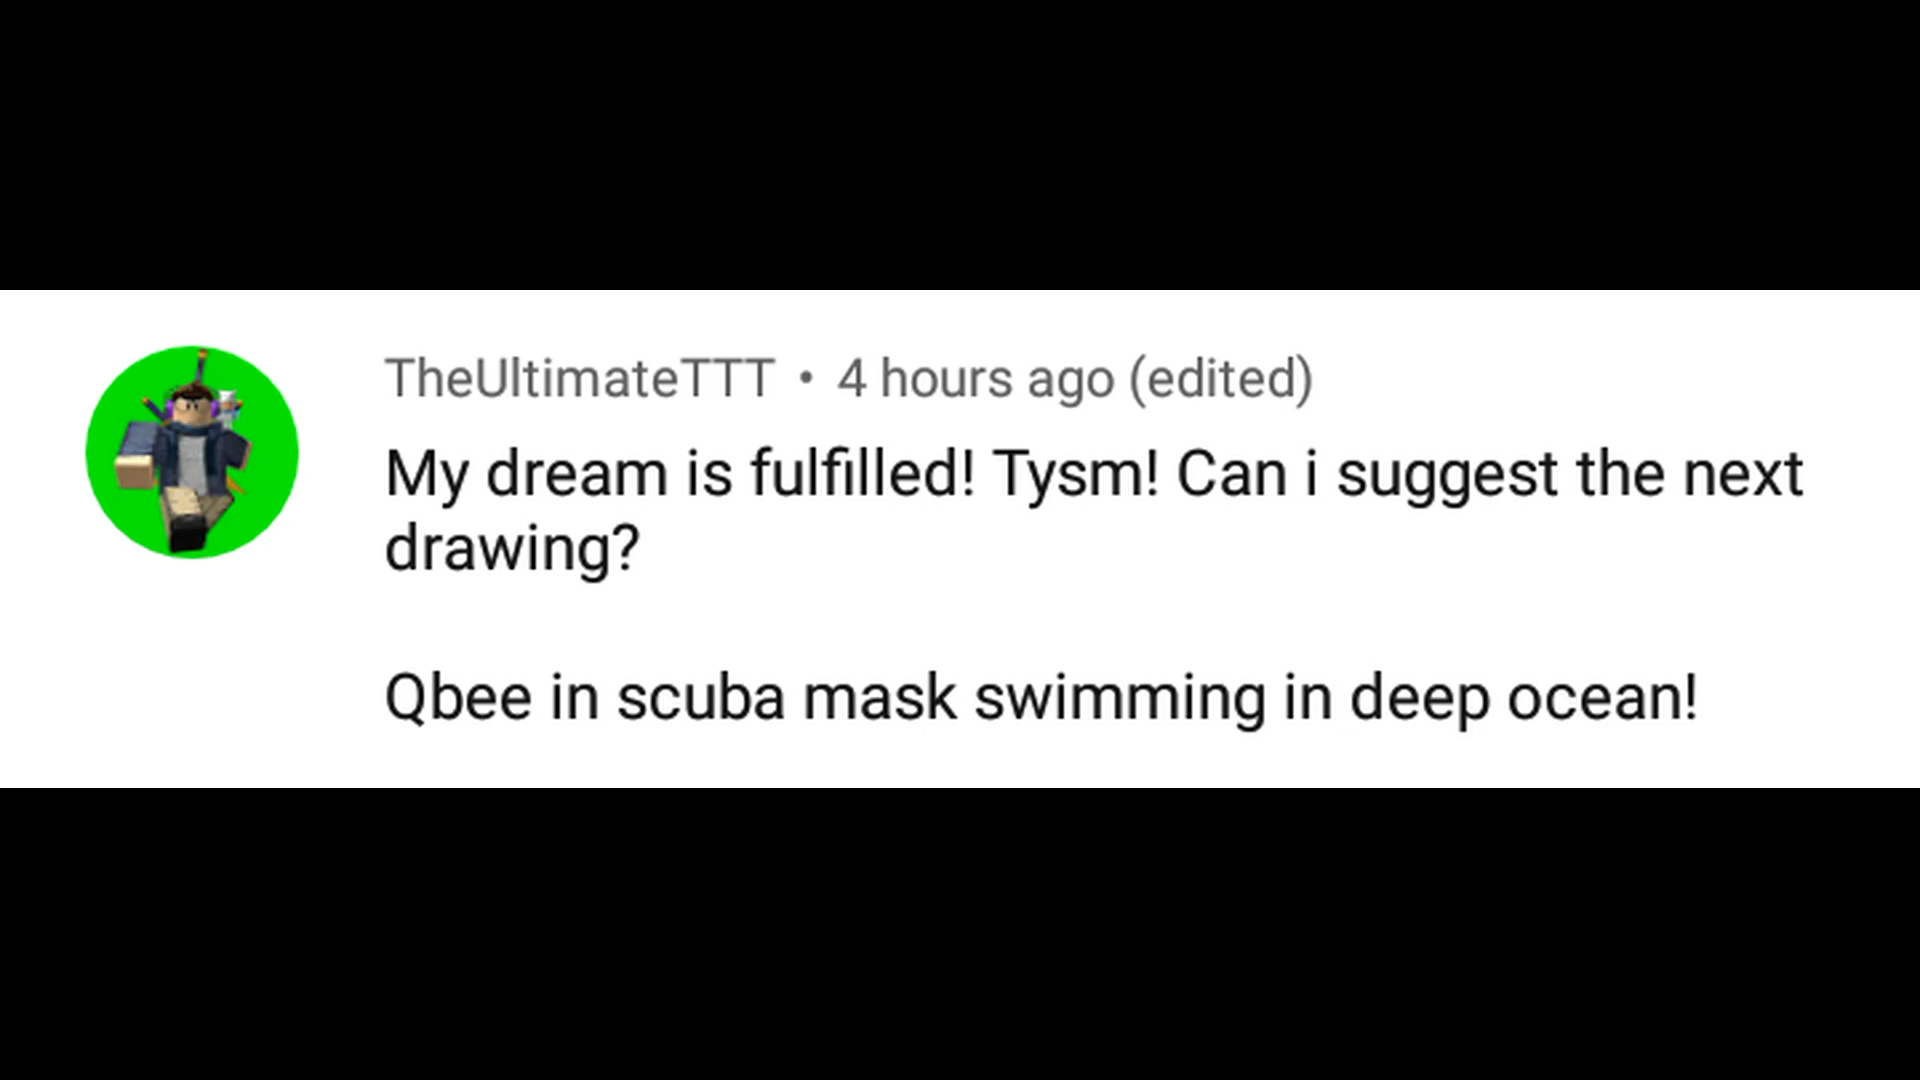 TheUltimateTTT • 4 hours ago (edited)
My dream is fulfilled! Tysm! Can i suggest the next
drawing?
Qbee in scuba mask swimming in deep ocean!